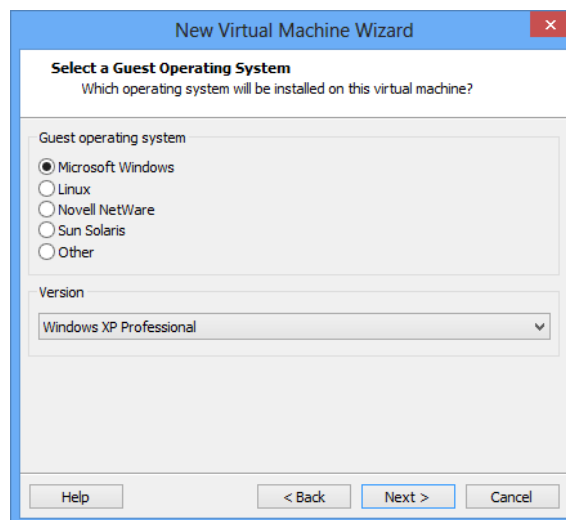 New Virtual Machine Wizard
Select a Guest Operating System
Which operating system will be installed on this virtual machine?
Guest operating system
Microsoft Windows
Linux
Novell NetWare
Sun Solaris
Other
Version
Windows XP Professional
Help
< Back
Next >
Cancel